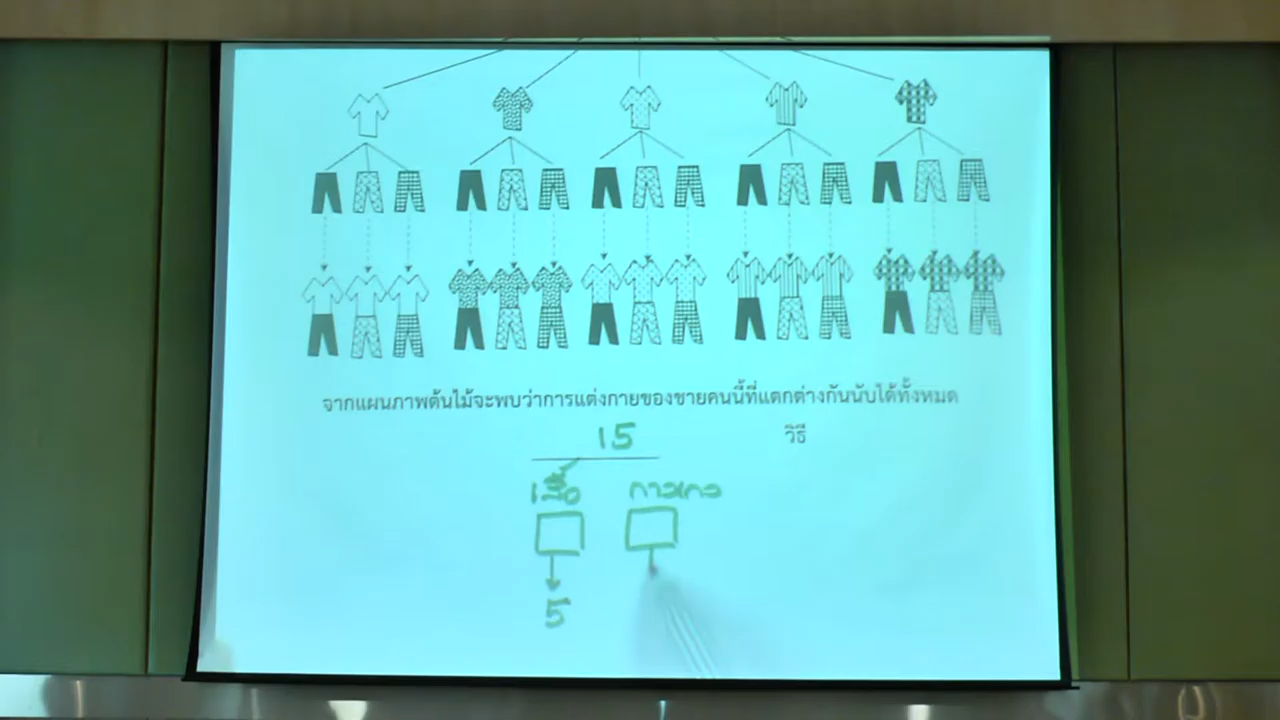 จากแผนภาพต้นไม้จะพบว่าการแต่งกายของชายคนนี้ที่แตกต่างกันนับได้ทั้งหมด
15 วิธี
เสื้อ กางเกง
5